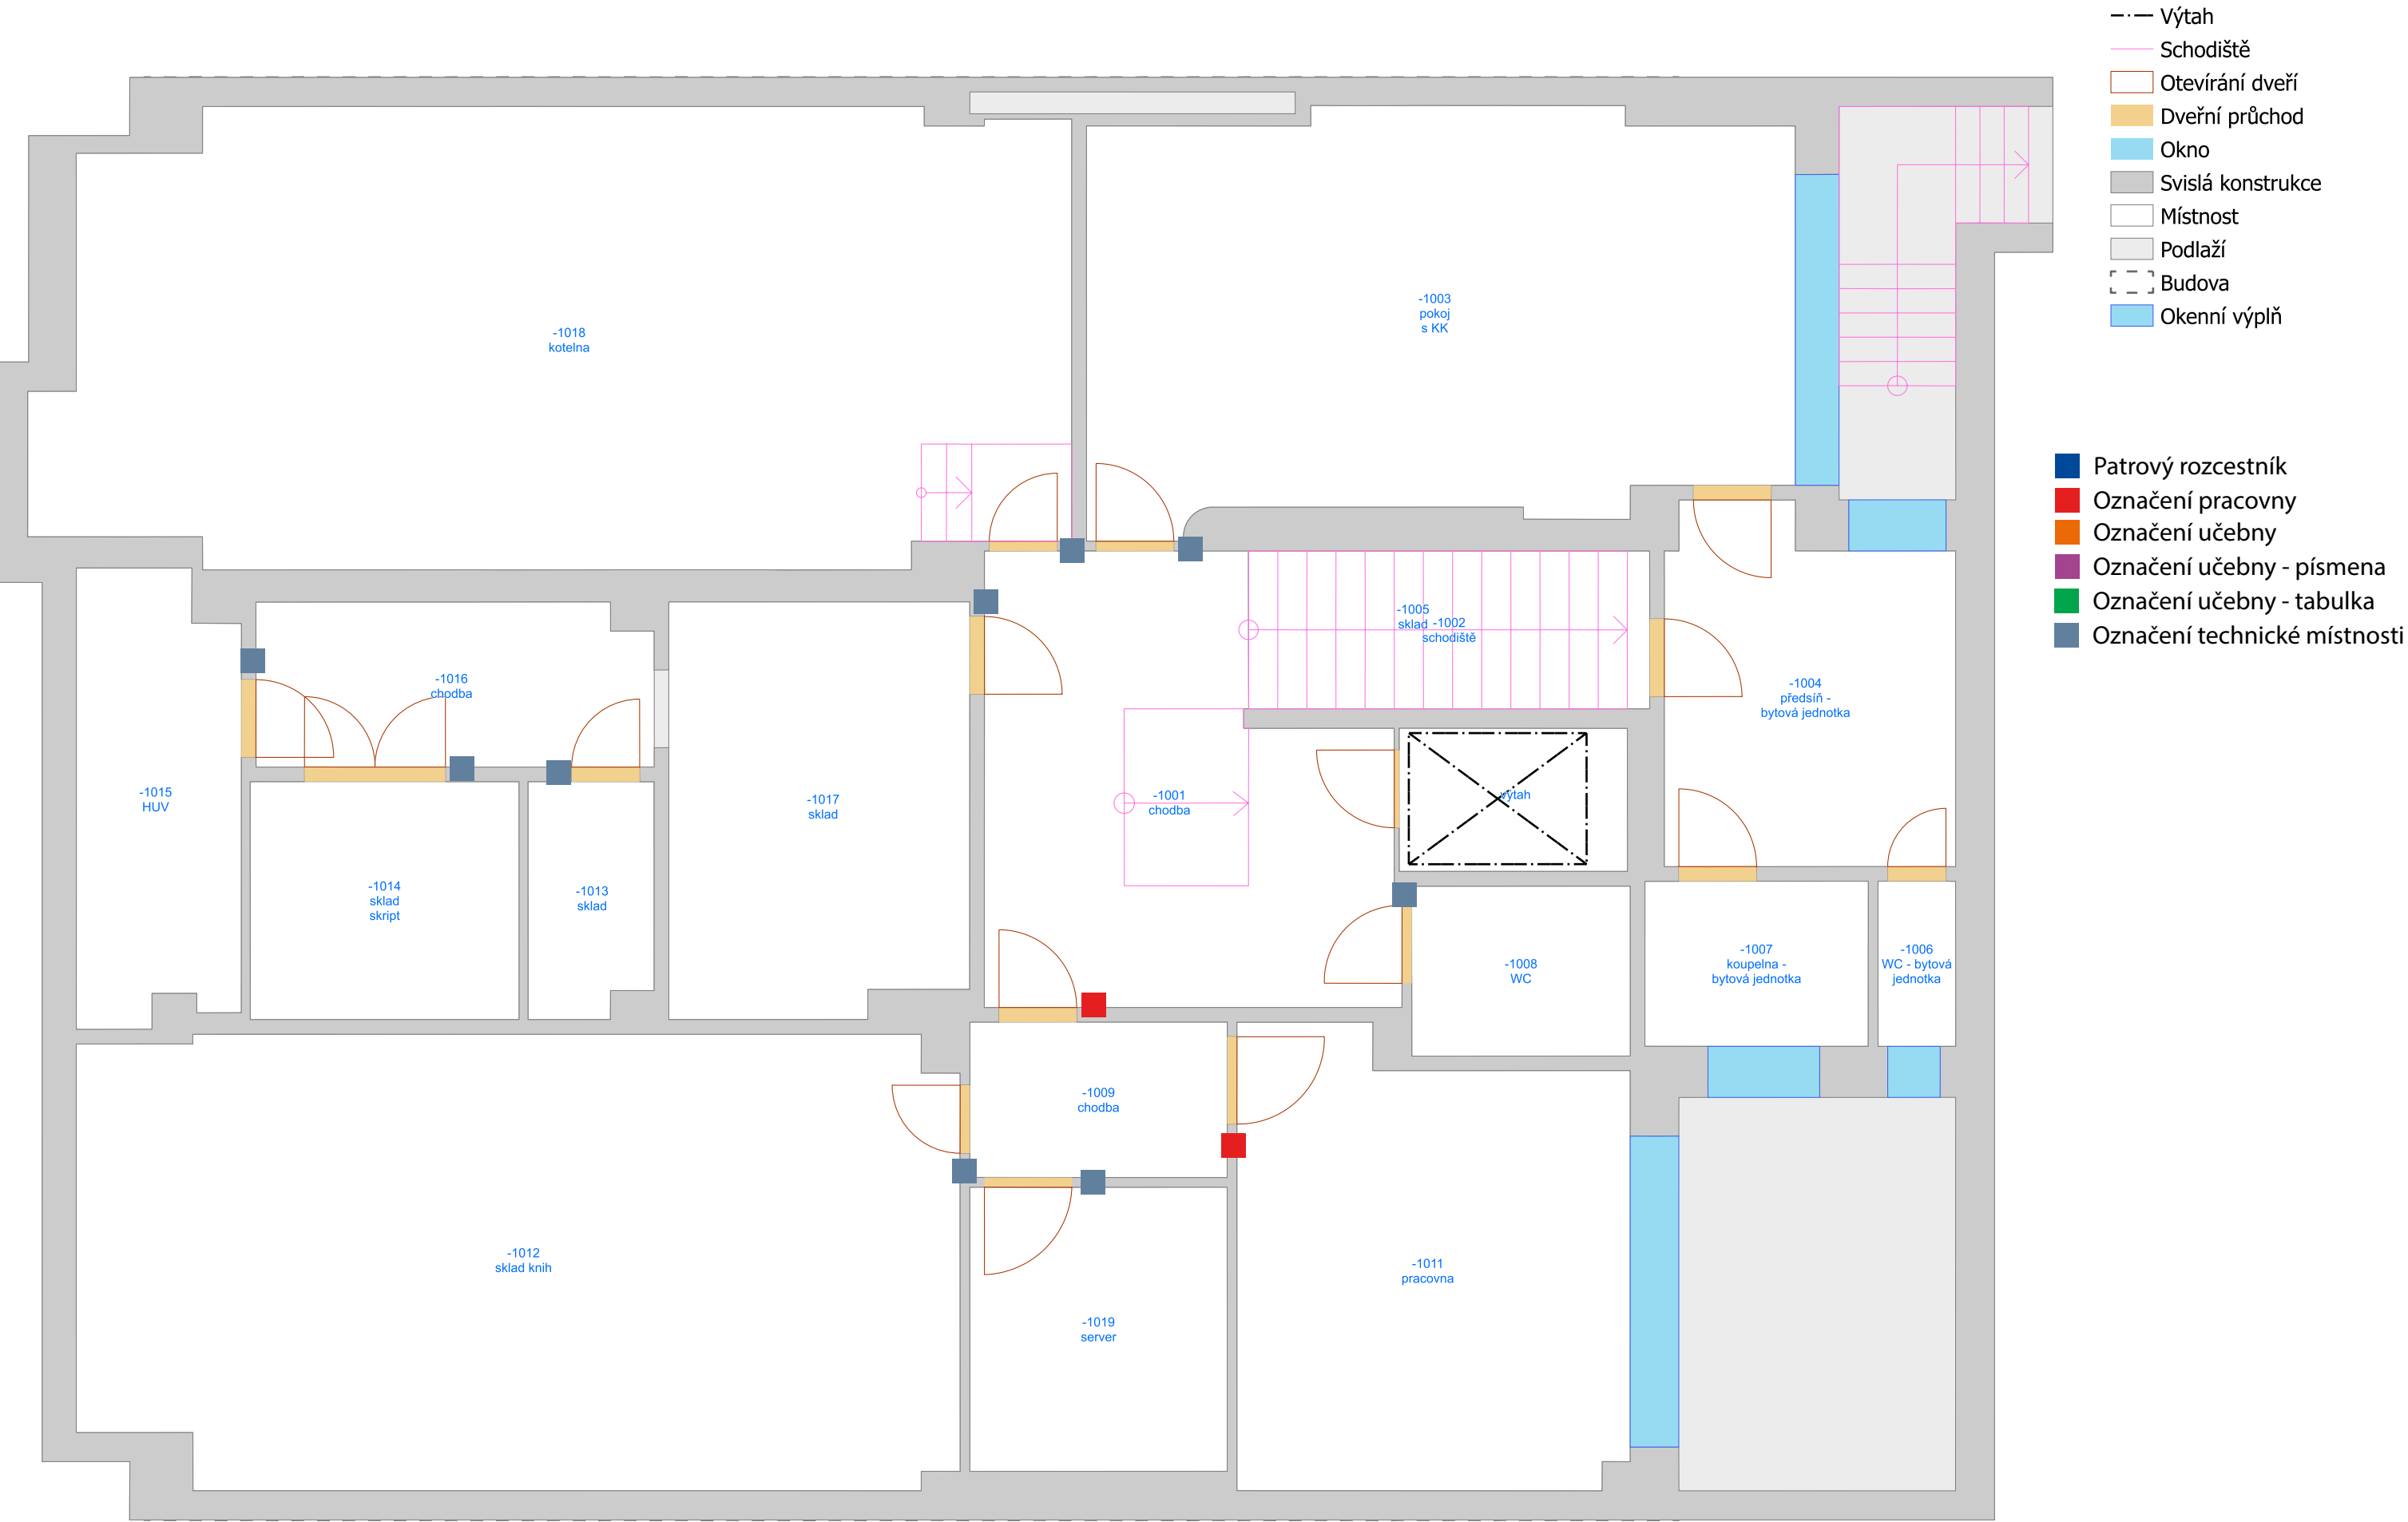 Výtah
Schodiště
Otevírání dveří
Dveřní průchod
Okno
Svislá konstrukce
Místnost
Podlaží
Budova
Okenní výplň
Patrový rozcestník
Označení pracovny
Označení učebny
Označení učebny - písmena
Označení učebny - tabulka
Označení technické místnosti
-1018
kotelna
-1003
pokoj
s KK
-1005
sklad
-1002
schodiště
-1004
předsíň -
bytová jednotka
-1016
chodba
-1015
HUV
-1017
sklad
-1001
chodba
výtah
-1014
sklad
skript
-1013
sklad
-1008
WC
-1007
koupelna -
bytová jednotka
-1006
WC - bytová
jednotka
-1009
chodba
-1012
sklad knih
-1011
pracovna
-1019
server